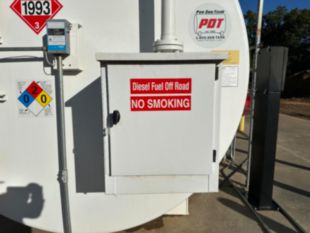 1993
3
PDT
2
0
0
Diesel Fuel Off Road
NO SMOKING